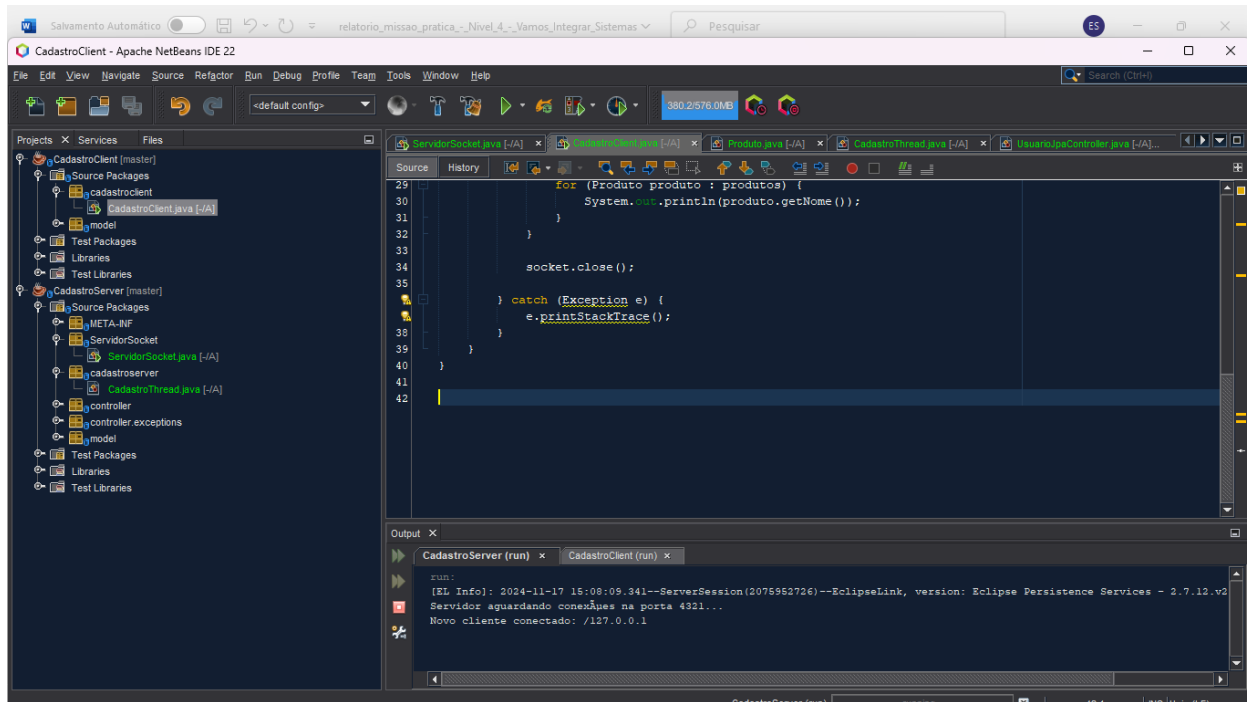 Salvamento Automático
relatorio_missao_pratica_-_Nivel_4_-_Vamos_Integrar_Sistemas
Pesquisar
ES
CadastroClient - Apache NetBeans IDE 22
File Edit View Navigate Source Refactor Run Debug Profile Team Tools Window Help
Search (Ctrl+I)
<default config>
380.2/576.0MB
Projects Services Files
CadastroClient [master]
Source Packages
cadastroclient
CadastroClient.java [-/A]
model
Test Packages
Libraries
Test Libraries
CadastroServer [master]
Source Packages
META-INF
ServidorSocket
ServidorSocket.java [-/A]
cadastroserver
CadastroThread.java [-/A]
controller
controller.exceptions
model
Test Packages
Libraries
Test Libraries
ServidorSocket.java [-/A] CadastroClient.java [-/A] Produto.java [-/A] CadastroThread.java [-/A] UsuarioJpaController.java [-/A]...
Source History
29 for (Produto produto : produtos) {
30 System.out.println(produto.getNome());
31 }
32 }
33
34 socket.close();
35
} catch (Exception e) {
e.printStackTrace();
38 }
39 }
40 }
41
42
Output
CadastroServer (run) CadastroClient (run)
run:
[EL Info]: 2024-11-17 15:08:09.341--ServerSession(2075952726)--EclipseLink, version: Eclipse Persistence Services - 2.7.12.v2
Servidor aguardando conexÃµes na porta 4321...
Novo cliente conectado: /127.0.0.1